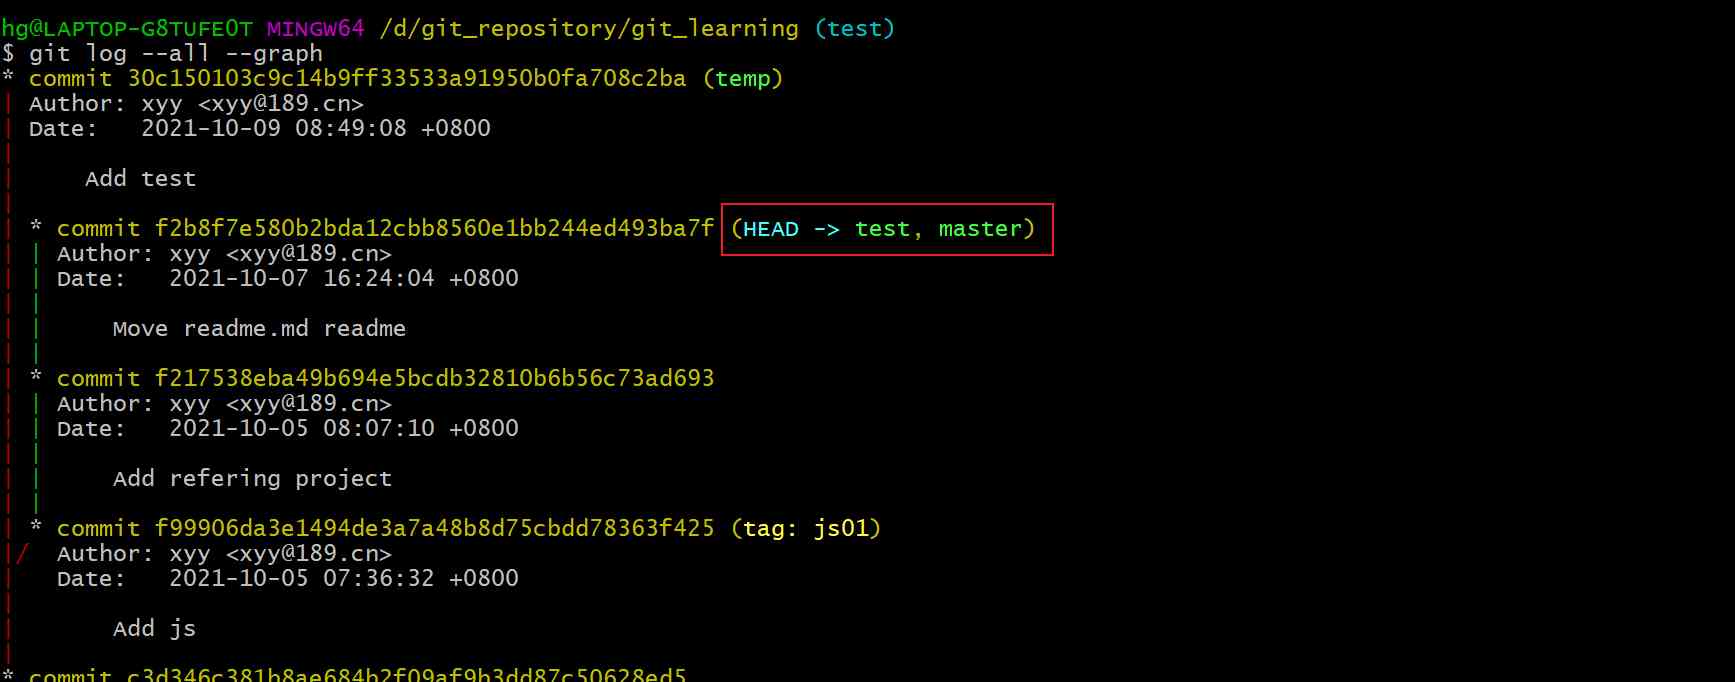 hg@LAPTOP-G8TUFE0T MINGW64 /d/git_repository/git_learning (test)
$ git log --all --graph
* commit 30c150103c9c14b9ff33533a91950b0fa708c2ba (temp)
| Author: xyy <xyy@189.cn>
| Date:   2021-10-09 08:49:08 +0800
|
|     Add test
|
| * commit f2b8f7e580b2bda12cbb8560e1bb244ed493ba7f (HEAD -> test, master)
| | Author: xyy <xyy@189.cn>
| | Date:   2021-10-07 16:24:04 +0800
| |
| |     Move readme.md readme
| |
| * commit f217538eba49b694e5bcdb32810b6b56c73ad693
| | Author: xyy <xyy@189.cn>
| | Date:   2021-10-05 08:07:10 +0800
| |
| |     Add refering project
| |
| * commit f99906da3e1494de3a7a48b8d75cbdd78363f425 (tag: js01)
|/  Author: xyy <xyy@189.cn>
|   Date:   2021-10-05 07:36:32 +0800
|
|       Add js
|
* commit c3d346c381b8ae684b2f09af9b3dd87c50628ed5